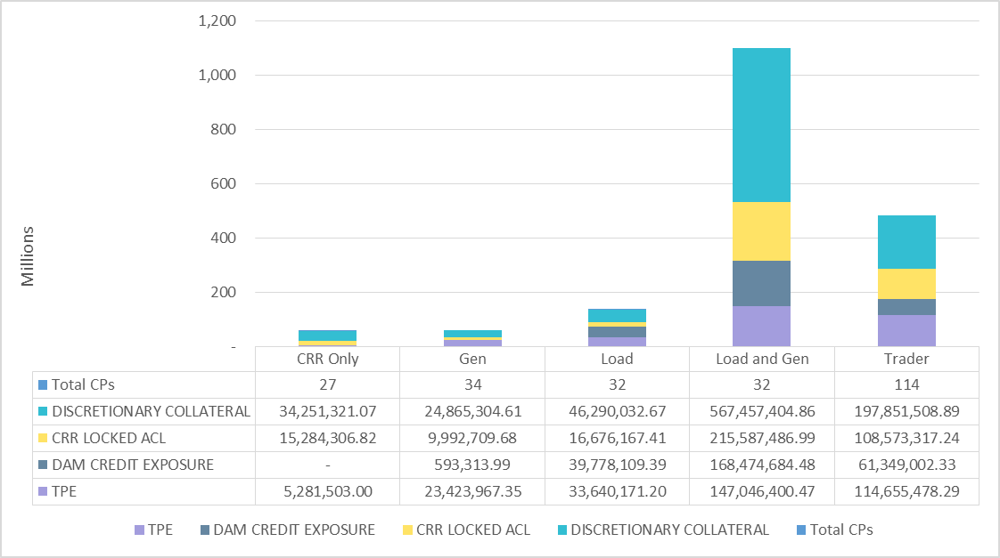 1,200
1,000
800
600
400
200
-
Millions
CRR Only Gen Load Load and Gen Trader
Total CPs 27 34 32 32 114
DISCRETIONARY COLLATERAL 34,251,321.07 24,865,304.61 46,290,032.67 567,457,404.86 197,851,508.89
CRR LOCKED ACL 15,284,306.82 9,992,709.68 16,676,167.41 215,587,486.99 108,573,317.24
DAM CREDIT EXPOSURE - 593,313.99 39,778,109.39 168,474,684.48 61,349,002.33
TPE 5,281,503.00 23,423,967.35 33,640,171.20 147,046,400.47 114,655,478.29
TPE DAM CREDIT EXPOSURE CRR LOCKED ACL DISCRETIONARY COLLATERAL Total CPs